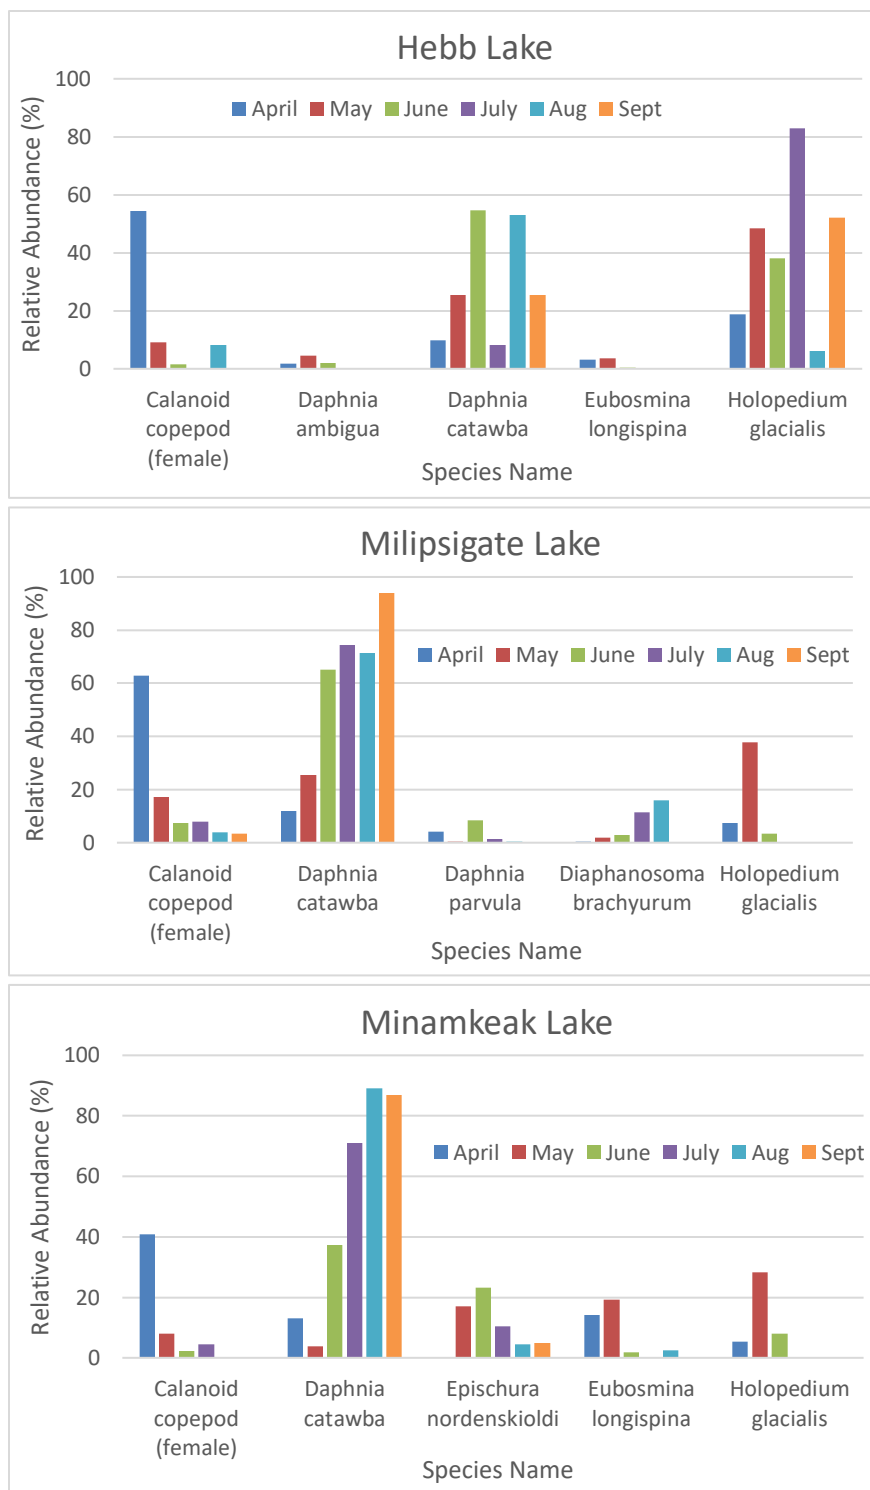 Hebb Lake
100
80
60
40
20
0
Relative Abundance (%)
April May June July Aug Sept
Calanoid copepod (female)
Daphnia ambigua
Daphnia catawba
Eubosmina longispina
Holopedium glacialis
Species Name
Milipsigate Lake
100
80
60
40
20
0
Relative Abundance (%)
April May June July Aug Sept
Calanoid copepod (female)
Daphnia catawba
Daphnia parvula
Diaphanosoma brachyurum
Holopedium glacialis
Species Name
Minamkeak Lake
100
80
60
40
20
0
Relative Abundance (%)
April May June July Aug Sept
Calanoid copepod (female)
Daphnia catawba
Epischura nordenskioldi
Eubosmina longispina
Holopedium glacialis
Species Name